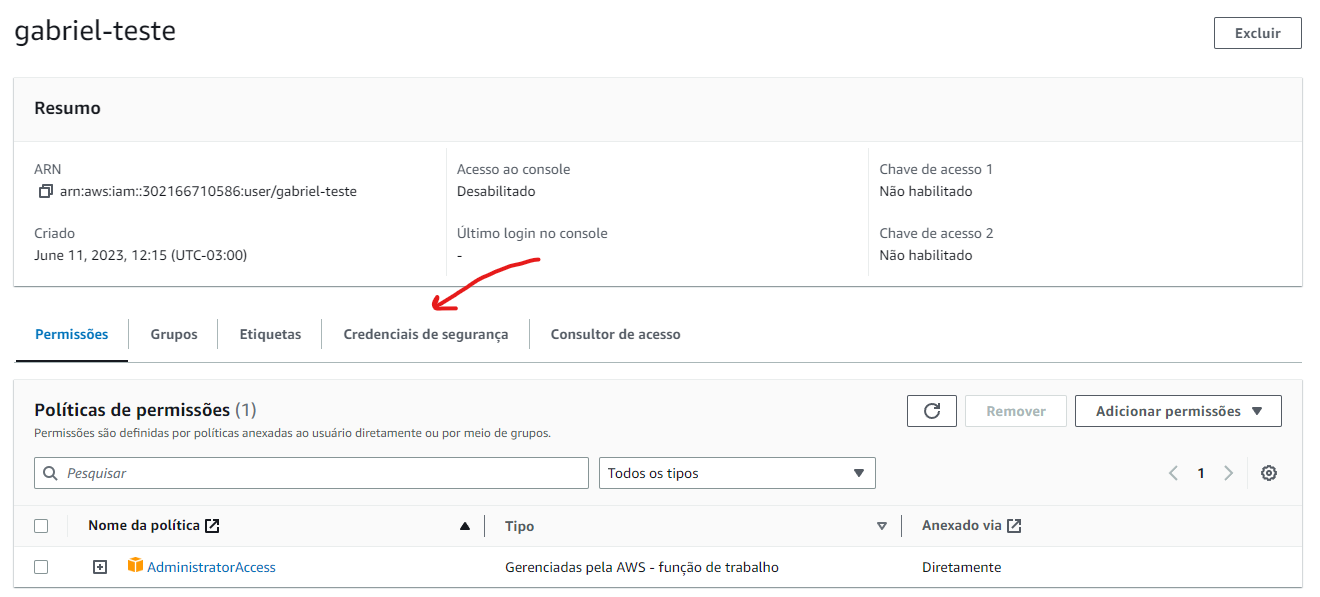 gabriel-teste
Excluir
Resumo
ARN
arn:aws:iam::302166710586:user/gabriel-teste
Acesso ao console
Desabilitado
Chave de acesso 1
Não habilitado
Criado
June 11, 2023, 12:15 (UTC-03:00)
Último login no console
-
Chave de acesso 2
Não habilitado
Permissões
Grupos
Etiquetas
Credenciais de segurança
Consultor de acesso
Políticas de permissões (1)
Permissões são definidas por políticas anexadas ao usuário diretamente ou por meio de grupos.
Remover
Adicionar permissões
Pesquisar
Todos os tipos
1
Nome da política
Tipo
Anexado via
AdministratorAccess
Gerenciadas pela AWS - função de trabalho
Diretamente